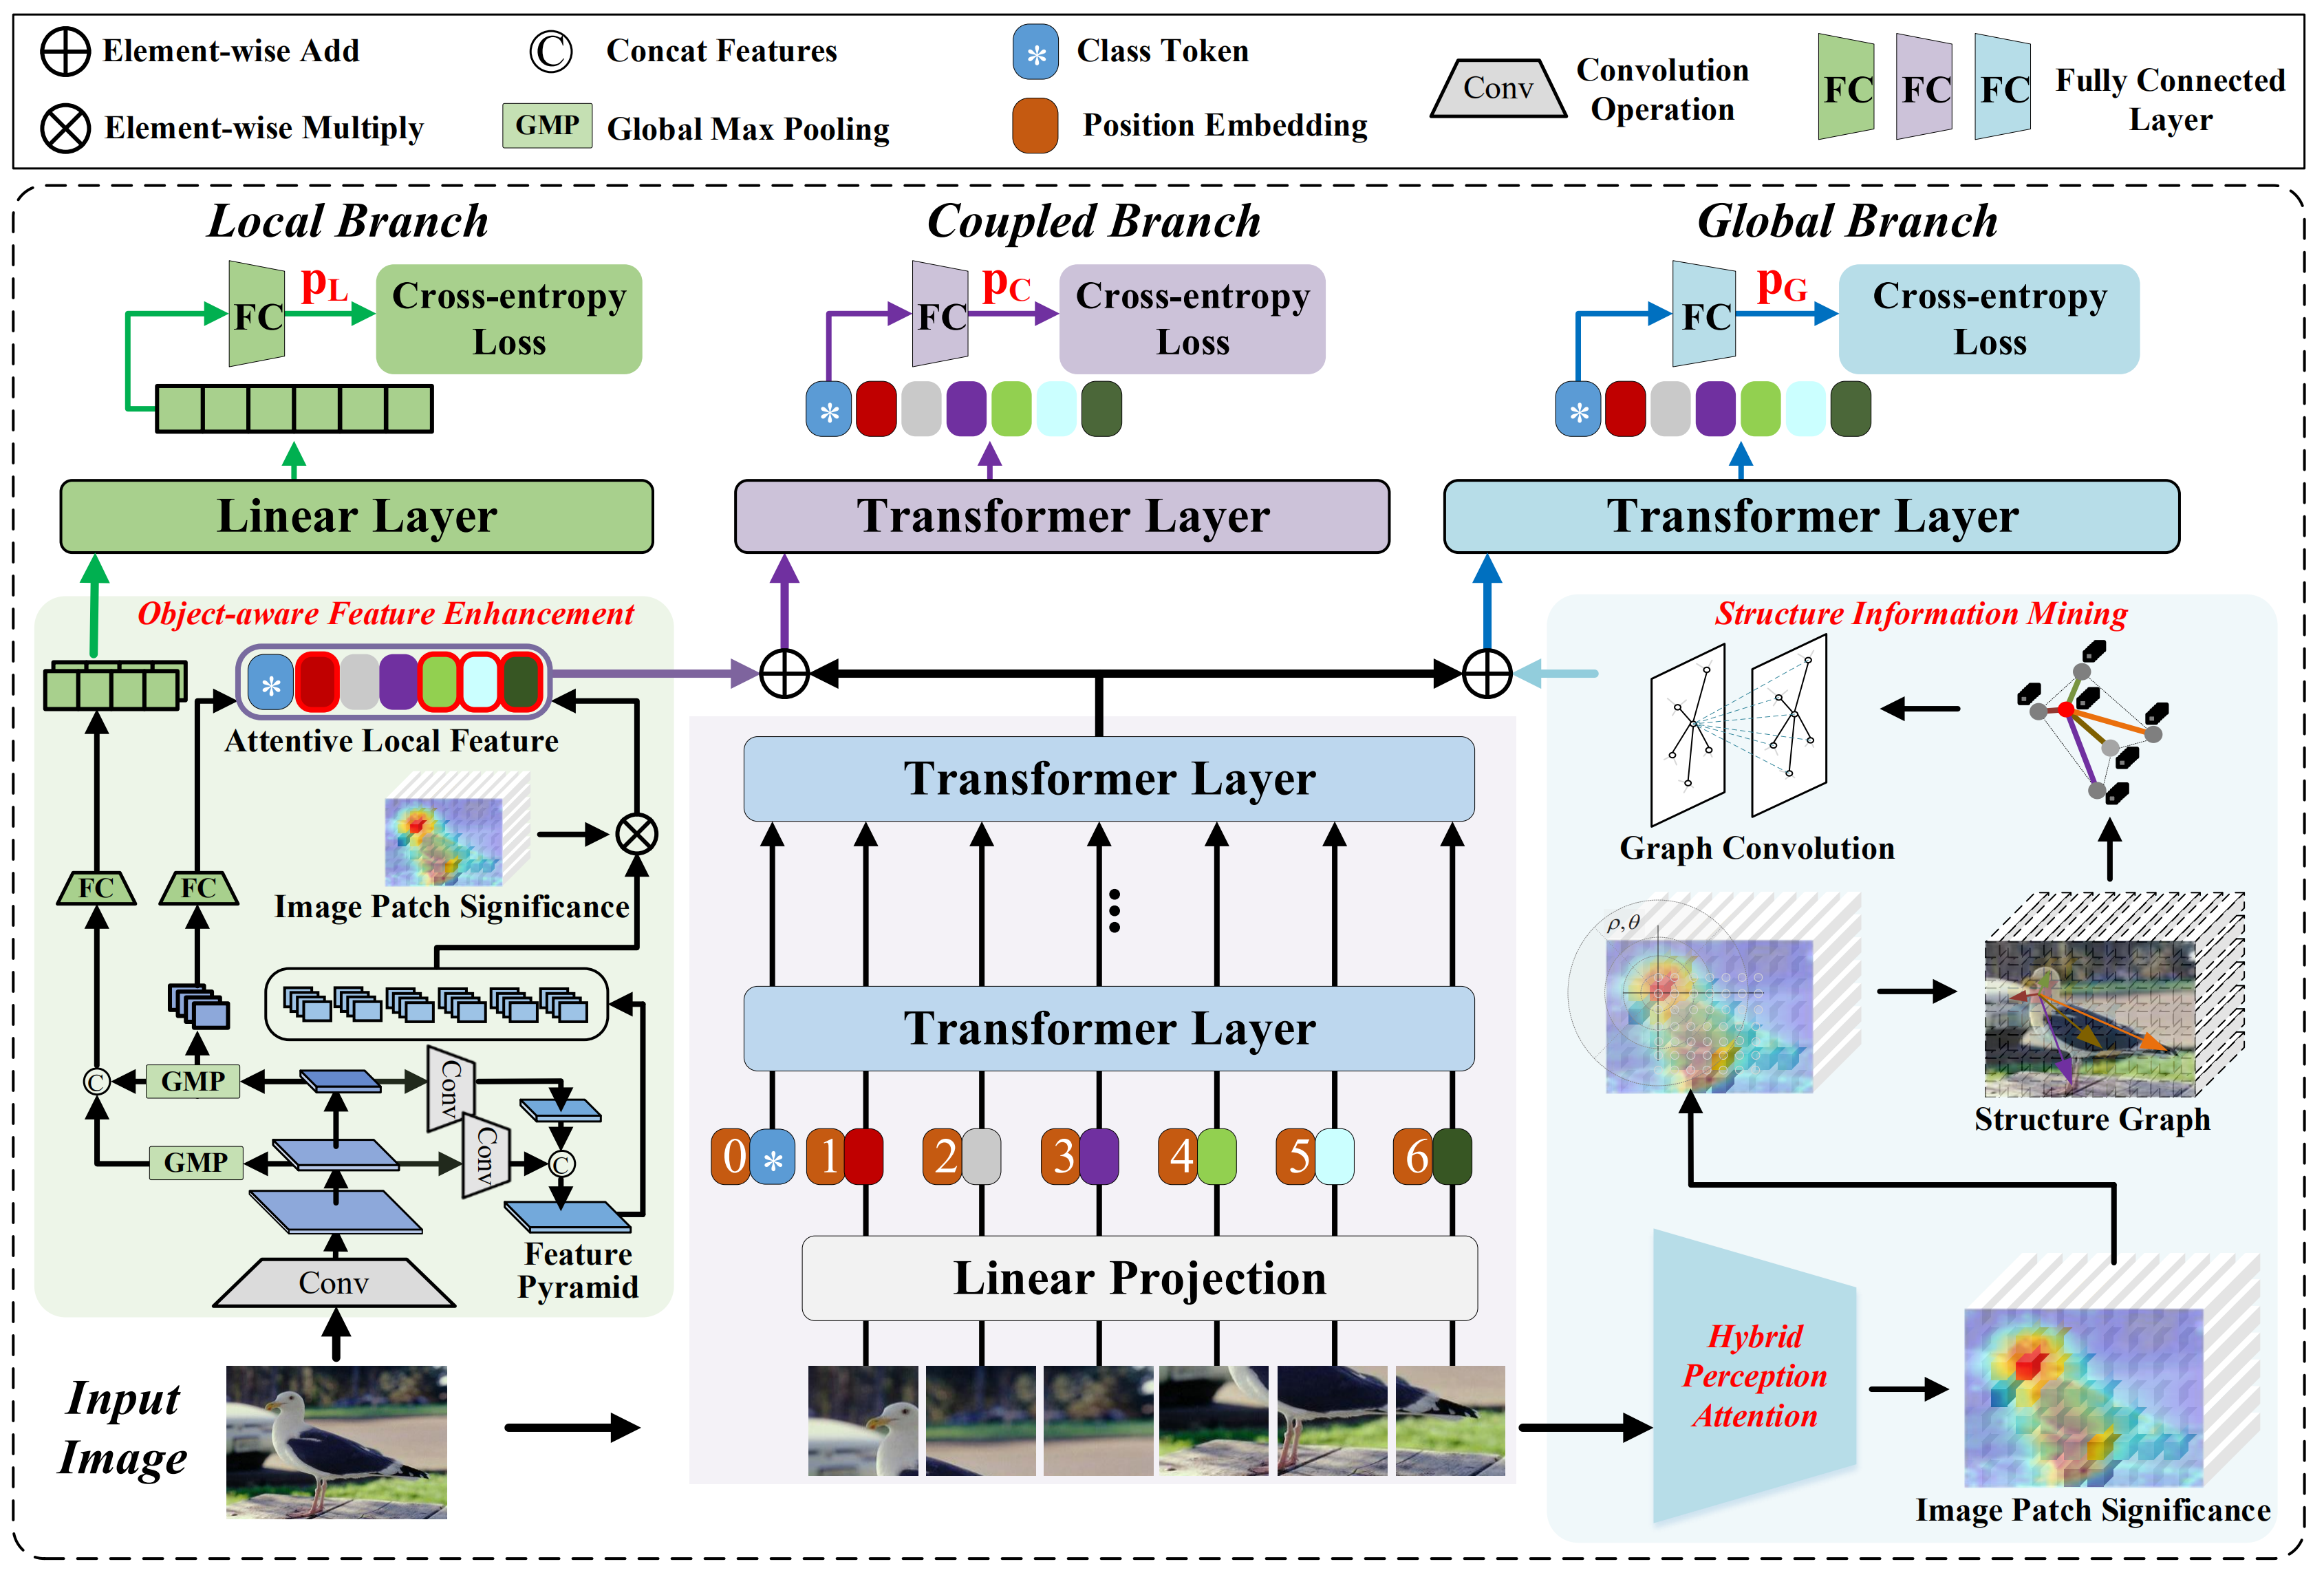 Element-wise Add
© Concat Features
* Class Token
Conv Convolution
Operation
FC FC FC Fully Connected
Layer
Element-wise Multiply
GMP Global Max Pooling
Position Embedding
Local Branch
Coupled Branch
Global Branch
FC
pL
Cross-entropy
Loss
FC
pC
Cross-entropy
Loss
FC
pG
Cross-entropy
Loss
*
*
Linear Layer
Transformer Layer
Transformer Layer
Object-aware Feature Enhancement
*
Attentive Local Feature
Image Patch Significance
FC
FC
GMP
C
Conv
GMP
Conv
C
Feature
Pyramid
Conv
Transformer Layer
Transformer Layer
0 * 1 2 3 4 5 6
Linear Projection
Structure Information Mining
Graph Convolution
ρ,θ
Structure Graph
Hybrid
Perception
Attention
Image Patch Significance
Input
Image